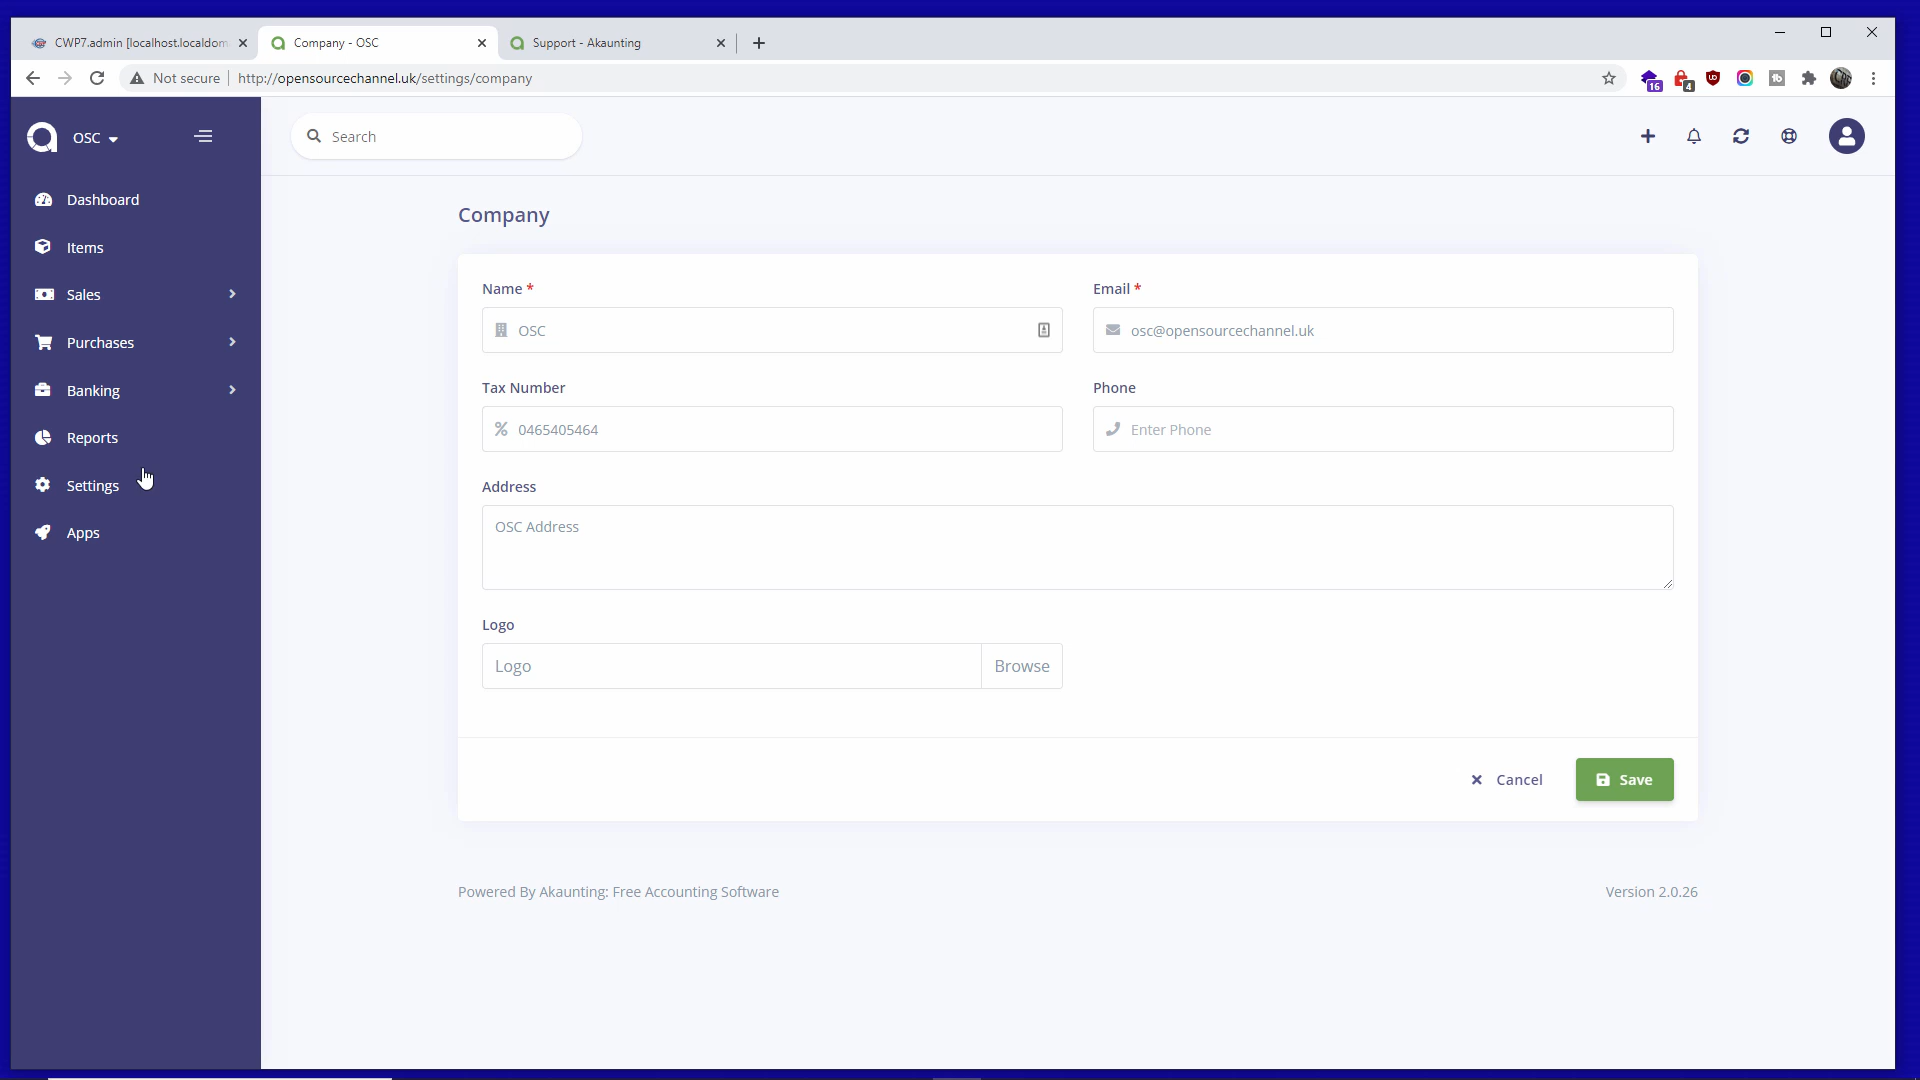 CWP7.admin [localhost.localdom
Company - OSC
Support - Akaunting
Not secure
http://opensourcechannel.uk/settings/company
16
4
OSC
Search
Dashboard
Items
Sales
Purchases
Banking
Reports
Settings
Apps
Company
Name *
Email *
OSC
osc@opensourcechannel.uk
Tax Number
Phone
0465405464
Enter Phone
Address
OSC Address
Logo
Logo
Browse
Cancel
Save
Powered By Akaunting: Free Accounting Software
Version 2.0.26